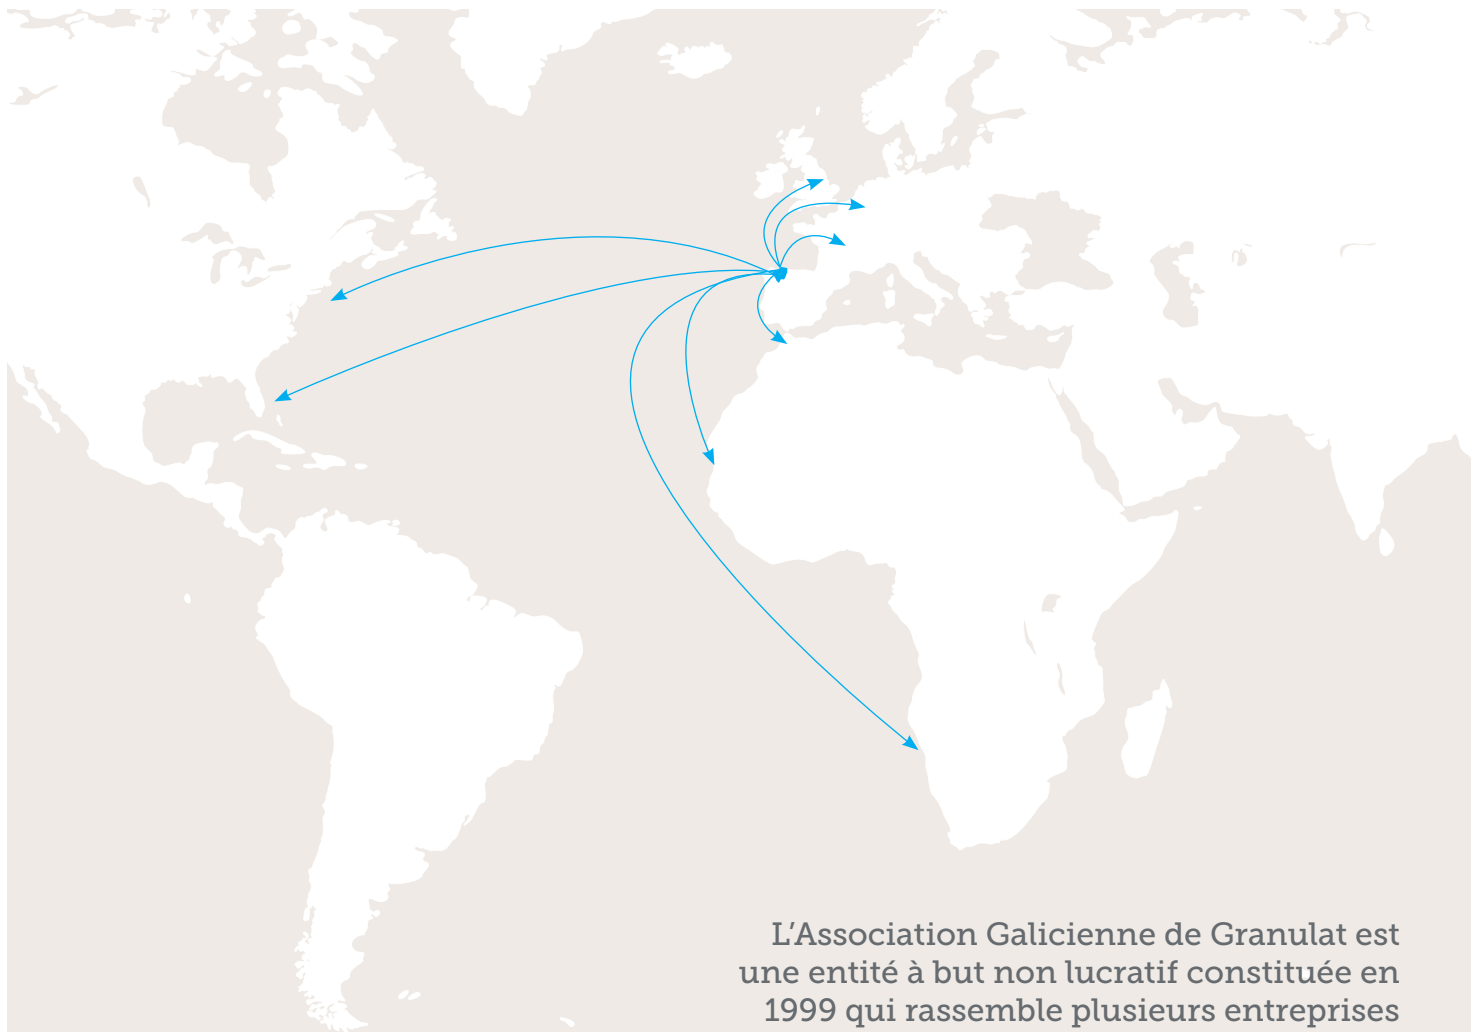 L’Association Galicienne de Granulat est
une entité à but non lucratif constituée en
1999 qui rassemble plusieurs entreprises